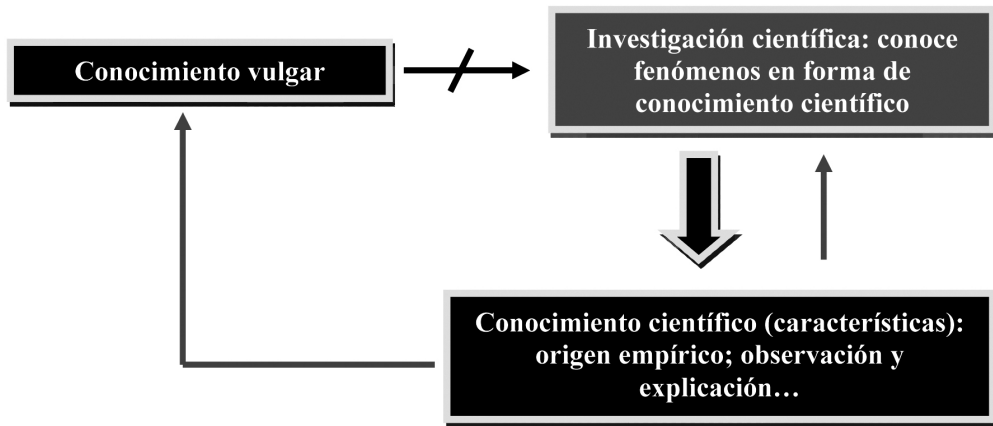 Conocimiento vulgar
Investigación científica: conoce
fenómenos en forma de
conocimiento científico
Conocimiento científico (características):
origen empírico; observación y
explicación…